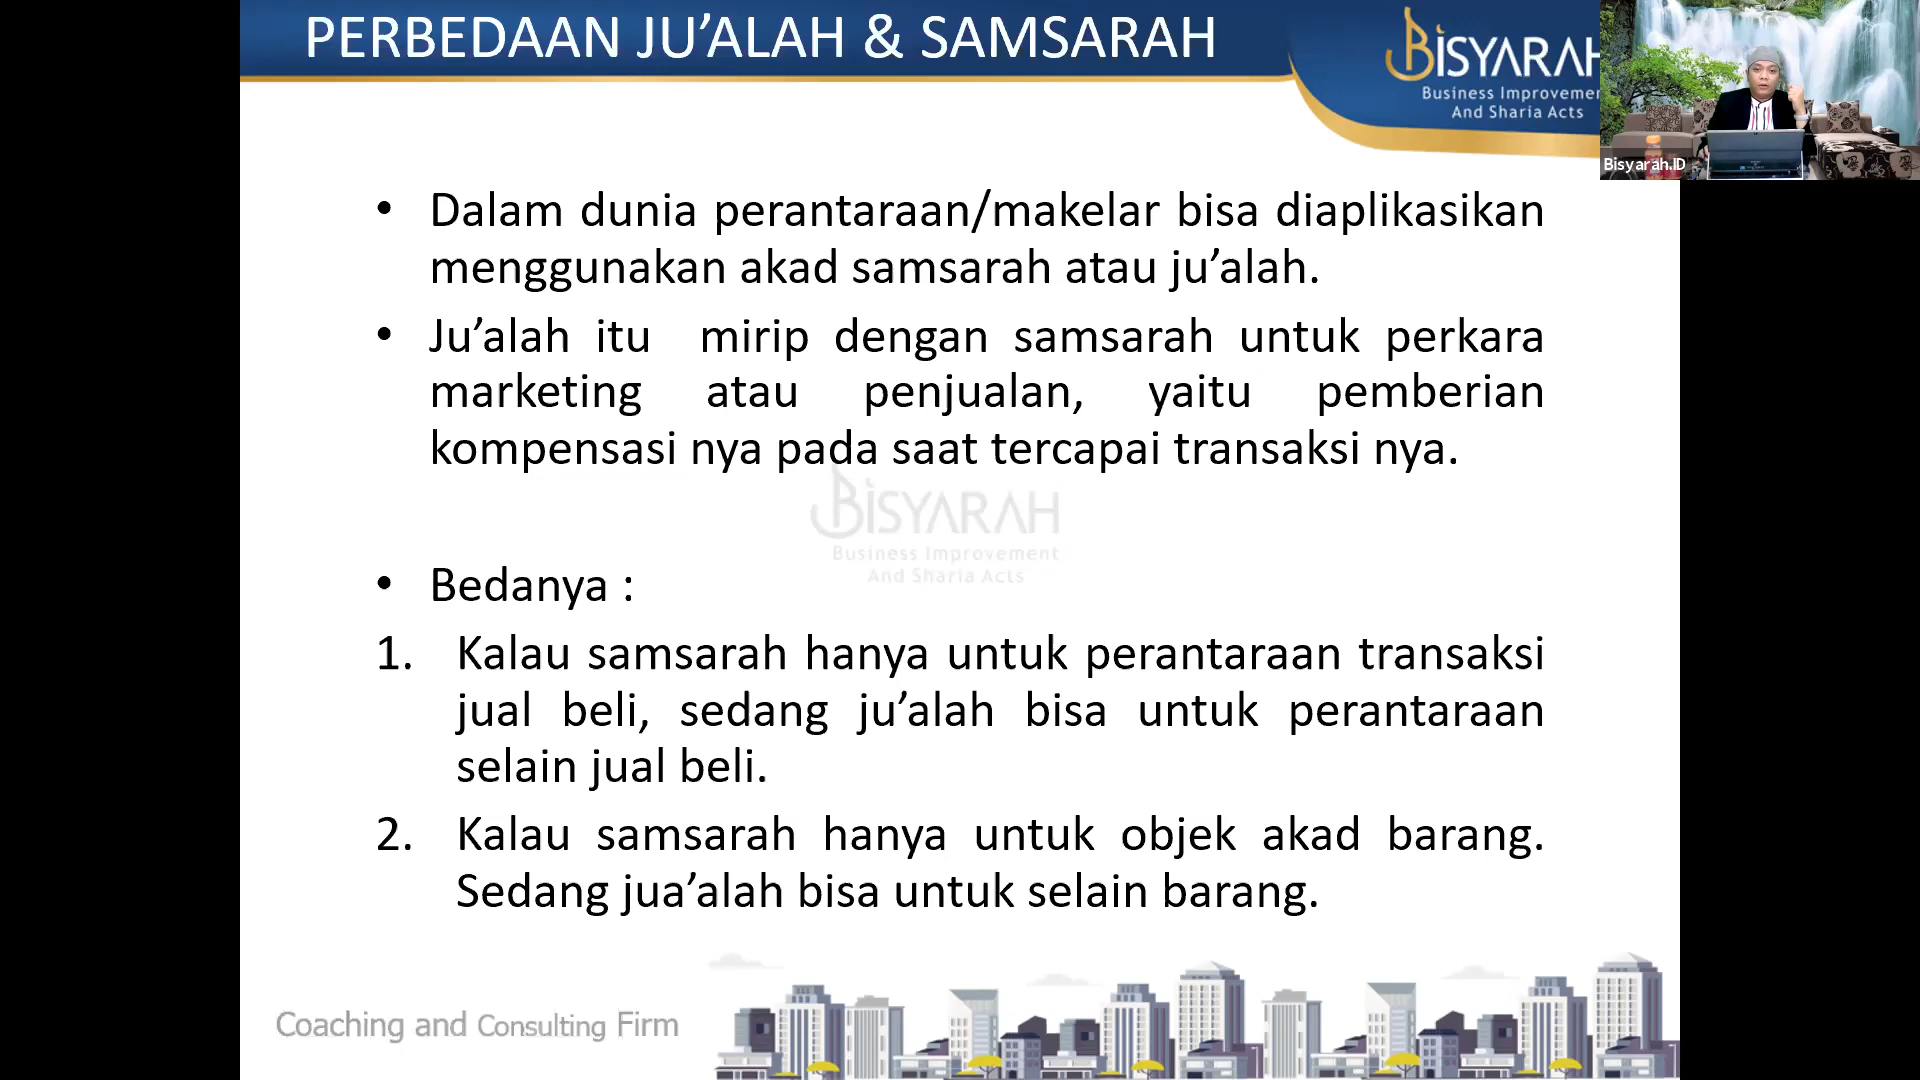 PERBEDAAN JU’ALAH & SAMSARAH
BISYARAH
Business Improvemen
And Sharia Acts
Bisyarah.ID
• Dalam dunia perantaraan/makelar bisa diaplikasikan
menggunakan akad samsarah atau ju’alah.
• Ju’alah itu mirip dengan samsarah untuk perkara
marketing atau penjualan, yaitu pemberian
kompensasi nya pada saat tercapai transaksi nya.
BISYARAH
Business Improvement
And Sharia Acts
• Bedanya :
1. Kalau samsarah hanya untuk perantaraan transaksi
jual beli, sedang ju’alah bisa untuk perantaraan
selain jual beli.
2. Kalau samsarah hanya untuk objek akad barang.
Sedang jua’alah bisa untuk selain barang.
Coaching and Consulting Firm